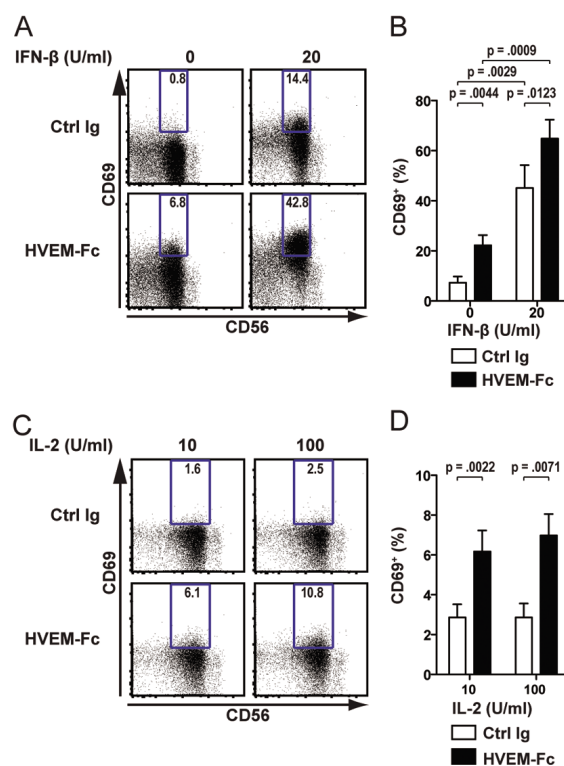 A
IFN-β (U/ml)
0
20
Ctrl Ig
0.8
14.4
HVEM-Fc
6.8
42.8
CD69
CD56
B
p = .0009
p = .0029
p = .0044
p = .0123
CD69⁺ (%)
80
60
40
20
0
0
20
IFN-β (U/ml)
Ctrl Ig
HVEM-Fc
C
IL-2 (U/ml)
10
100
Ctrl Ig
1.6
2.5
HVEM-Fc
6.1
10.8
CD69
CD56
D
p = .0022
p = .0071
CD69⁺ (%)
10
8
6
4
2
0
10
100
IL-2 (U/ml)
Ctrl Ig
HVEM-Fc